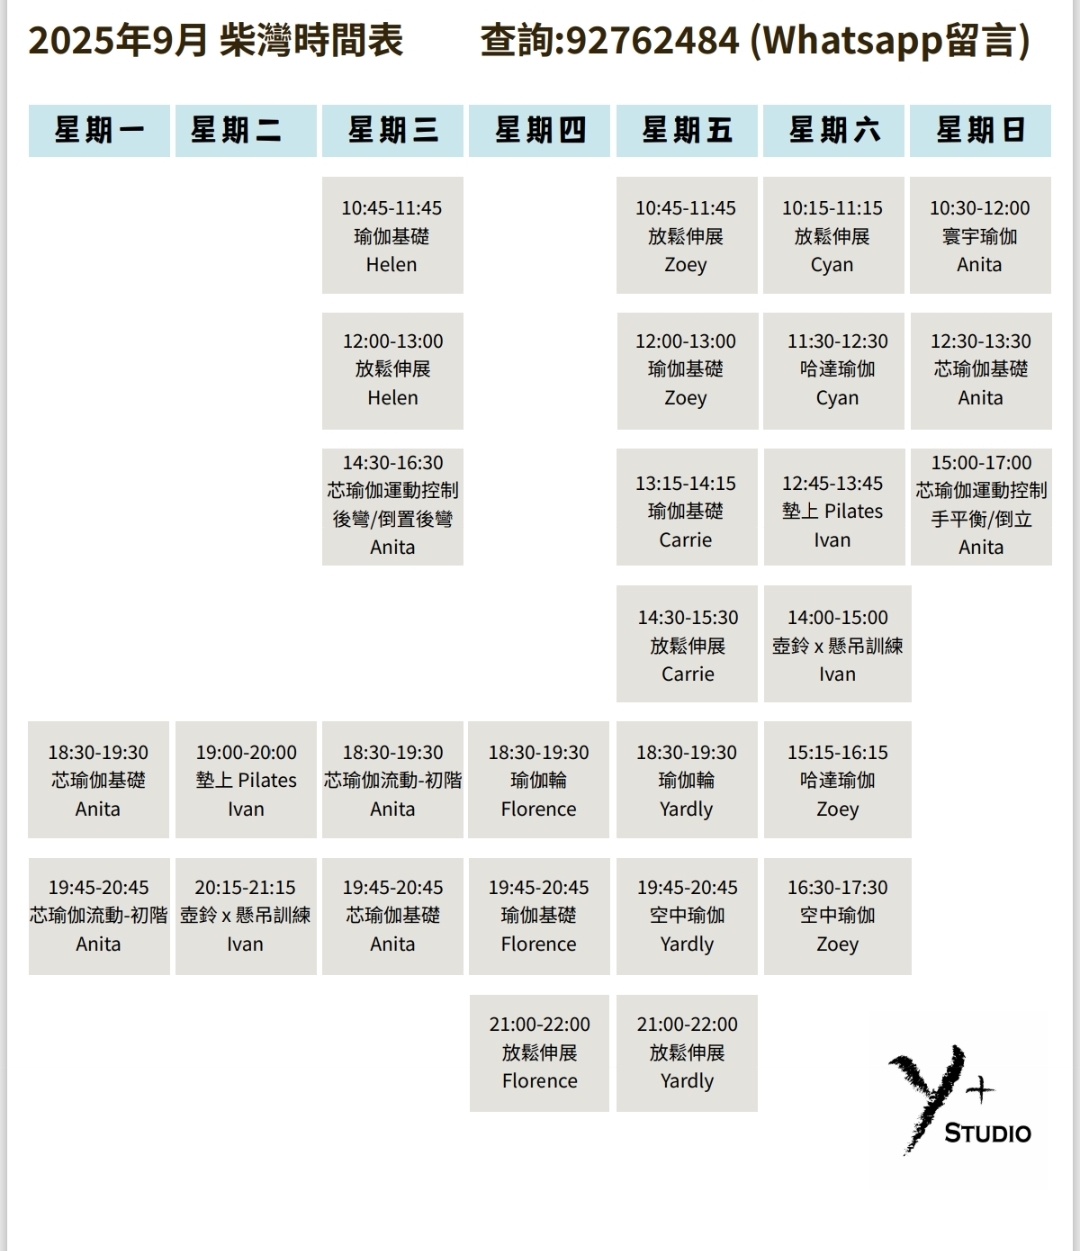 2025年9月 柴灣時間表 查詢:92762484 (Whatsapp留言)
星期一 星期二 星期三 星期四 星期五 星期六 星期日
10:45-11:45
瑜伽基礎
Helen
10:45-11:45
放鬆伸展
Zoey
10:15-11:15
放鬆伸展
Cyan
10:30-12:00
寰宇瑜伽
Anita
12:00-13:00
放鬆伸展
Helen
12:00-13:00
瑜伽基礎
Zoey
11:30-12:30
哈達瑜伽
Cyan
12:30-13:30
芯瑜伽基礎
Anita
14:30-16:30
芯瑜伽運動控制
後彎/倒置後彎
Anita
13:15-14:15
瑜伽基礎
Carrie
12:45-13:45
墊上 Pilates
Ivan
15:00-17:00
芯瑜伽運動控制
手平衡/倒立
Anita
14:30-15:30
放鬆伸展
Carrie
14:00-15:00
壺鈴 x 懸吊訓練
Ivan
18:30-19:30
芯瑜伽基礎
Anita
19:00-20:00
墊上 Pilates
Ivan
18:30-19:30
芯瑜伽流動-初階
Anita
18:30-19:30
瑜伽輪
Florence
18:30-19:30
瑜伽輪
Yardly
15:15-16:15
哈達瑜伽
Zoey
19:45-20:45
芯瑜伽流動-初階
Anita
20:15-21:15
壺鈴 x 懸吊訓練
Ivan
19:45-20:45
芯瑜伽基礎
Anita
19:45-20:45
瑜伽基礎
Florence
19:45-20:45
空中瑜伽
Yardly
16:30-17:30
空中瑜伽
Zoey
21:00-22:00
放鬆伸展
Florence
21:00-22:00
放鬆伸展
Yardly
Y+
STUDIO